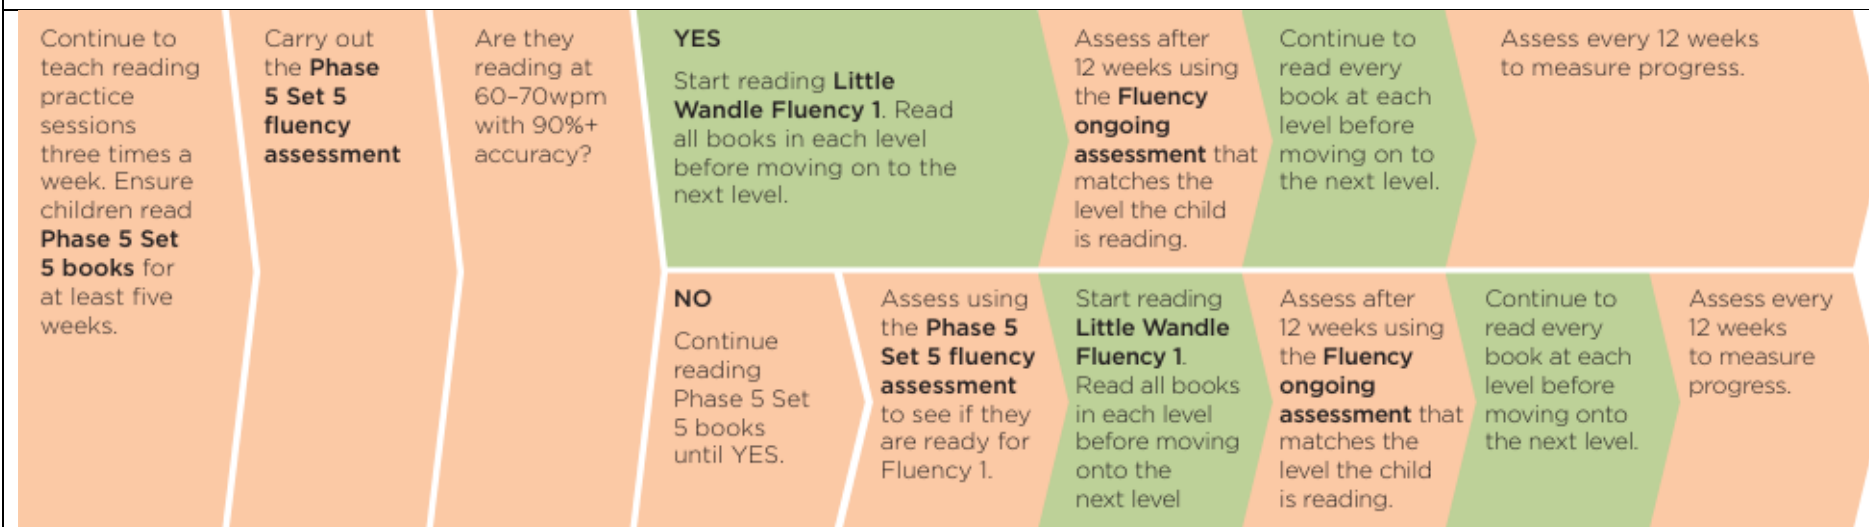 Continue to
teach reading
practice
sessions
three times a
week. Ensure
children read
Phase 5 Set
5 books for
at least five
weeks.
Carry out
the Phase
5 Set 5
fluency
assessment
Are they
reading at
60–70wpm
with 90%+
accuracy?
YES
Start reading Little
Wandle Fluency 1. Read
all books in each level
before moving on to the
next level.
Assess after
12 weeks using
the Fluency
ongoing
assessment that
matches the
level the child
is reading.
Continue to
read every
book at each
level before
moving on to
the next level.
Assess every 12 weeks
to measure progress.
NO
Continue
reading
Phase 5 Set
5 books
until YES.
Assess using
the Phase 5
Set 5 fluency
assessment
to see if they
are ready for
Fluency 1.
Start reading
Little Wandle
Fluency 1.
Read all books
in each level
before moving
onto the
next level
Assess after
12 weeks using
the Fluency
ongoing
assessment that
matches the
level the child
is reading.
Continue to
read every
book at each
level before
moving onto
the next level.
Assess every
12 weeks
to measure
progress.